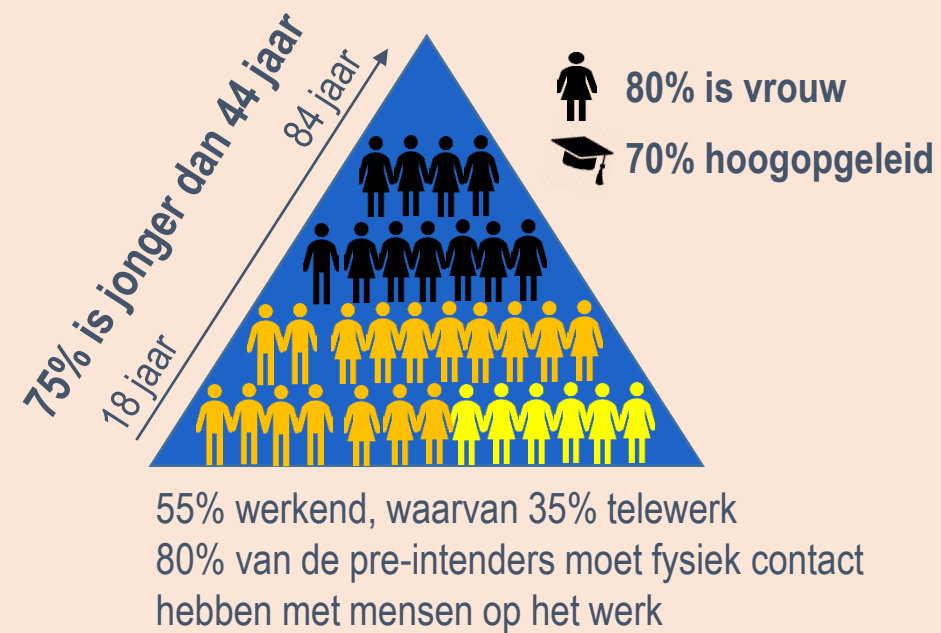 75% is jonger dan 44 jaar
18 jaar
84 jaar
80% is vrouw
70% hoogopgeleid
55% werkend, waarvan 35% telewerk
80% van de pre-intenders moet fysiek contact
hebben met mensen op het werk